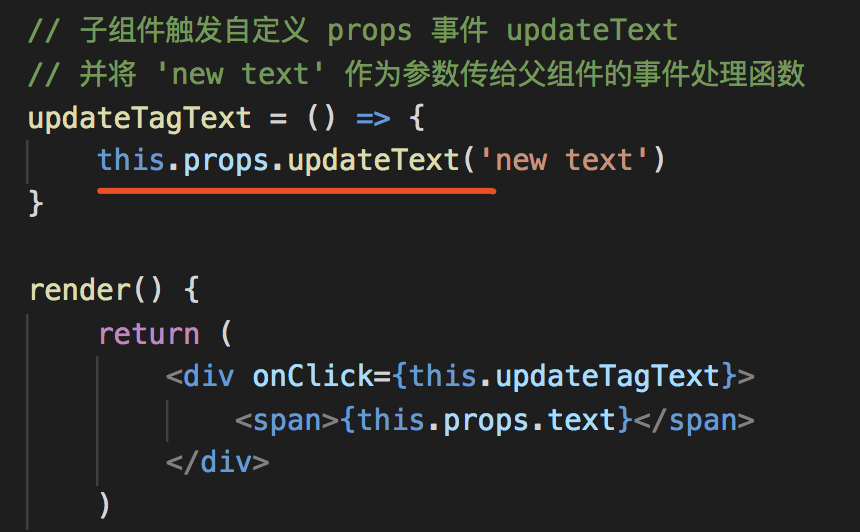 // 子组件触发自定义 props 事件 updateText
// 并将 'new text' 作为参数传给父组件的事件处理函数
updateTagText = () => {
this.props.updateText('new text')
}
render() {
return (
<div onClick={this.updateTagText}>
<span>{this.props.text}</span>
</div>
)